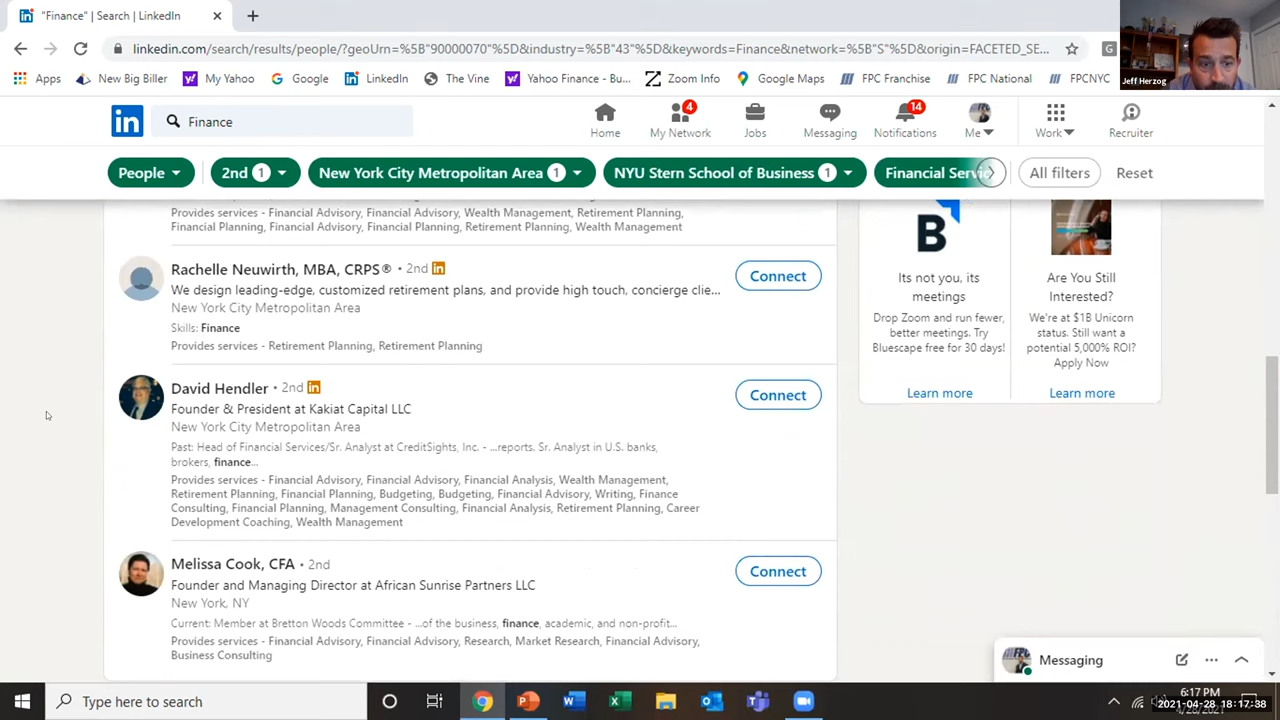 "Finance" | Search | LinkedIn
linkedin.com/search/results/people/?geoUrn=%5B"90000070"%5D&industry=%5B"43"%5D&keywords=Finance&network=%5B"S"%5D&origin=FACETED_SE...
Apps New Big Biller My Yahoo Google LinkedIn The Vine Yahoo Finance - Bu... Zoom Info Google Maps FPC Franchise FPC National FPCNYC
Jeff Herzog
in Finance
Home My Network 4 Jobs Messaging Notifications 14 Me Work Recruiter
People 2nd 1 New York City Metropolitan Area 1 NYU Stern School of Business 1 Financial Servic All filters Reset
Provides services - Financial Advisory, Financial Advisory, Wealth Management, Retirement Planning,
Financial Planning, Financial Advisory, Financial Planning, Retirement Planning, Wealth Management
Rachelle Neuwirth, MBA, CRPS® • 2nd in
Connect
We design leading-edge, customized retirement plans, and provide high touch, concierge clie...
New York City Metropolitan Area
Skills: Finance
Provides services - Retirement Planning, Retirement Planning
David Hendler • 2nd in
Connect
Founder & President at Kakiat Capital LLC
New York City Metropolitan Area
Past: Head of Financial Services/Sr. Analyst at CreditSights, Inc. - ...reports. Sr. Analyst in U.S. banks,
brokers, finance...
Provides services - Financial Advisory, Financial Advisory, Financial Analysis, Wealth Management,
Retirement Planning, Financial Planning, Budgeting, Budgeting, Financial Advisory, Writing, Finance
Consulting, Financial Planning, Management Consulting, Financial Analysis, Retirement Planning, Career
Development Coaching, Wealth Management
Melissa Cook, CFA • 2nd
Connect
Founder and Managing Director at African Sunrise Partners LLC
New York, NY
Current: Member at Bretton Woods Committee - ...of the business, finance, academic, and non-profit...
Provides services - Financial Advisory, Financial Advisory, Research, Market Research, Financial Advisory,
Business Consulting
B
Its not you, its
meetings
Drop Zoom and run fewer,
better meetings. Try
Bluescape free for 30 days!
Learn more
Are You Still
Interested?
We're at $1B Unicorn
status. Still want a
potential 5,000% ROI?
Apply Now
Learn more
Messaging
Type here to search
6:17 PM
2021-04-28 18:17:38